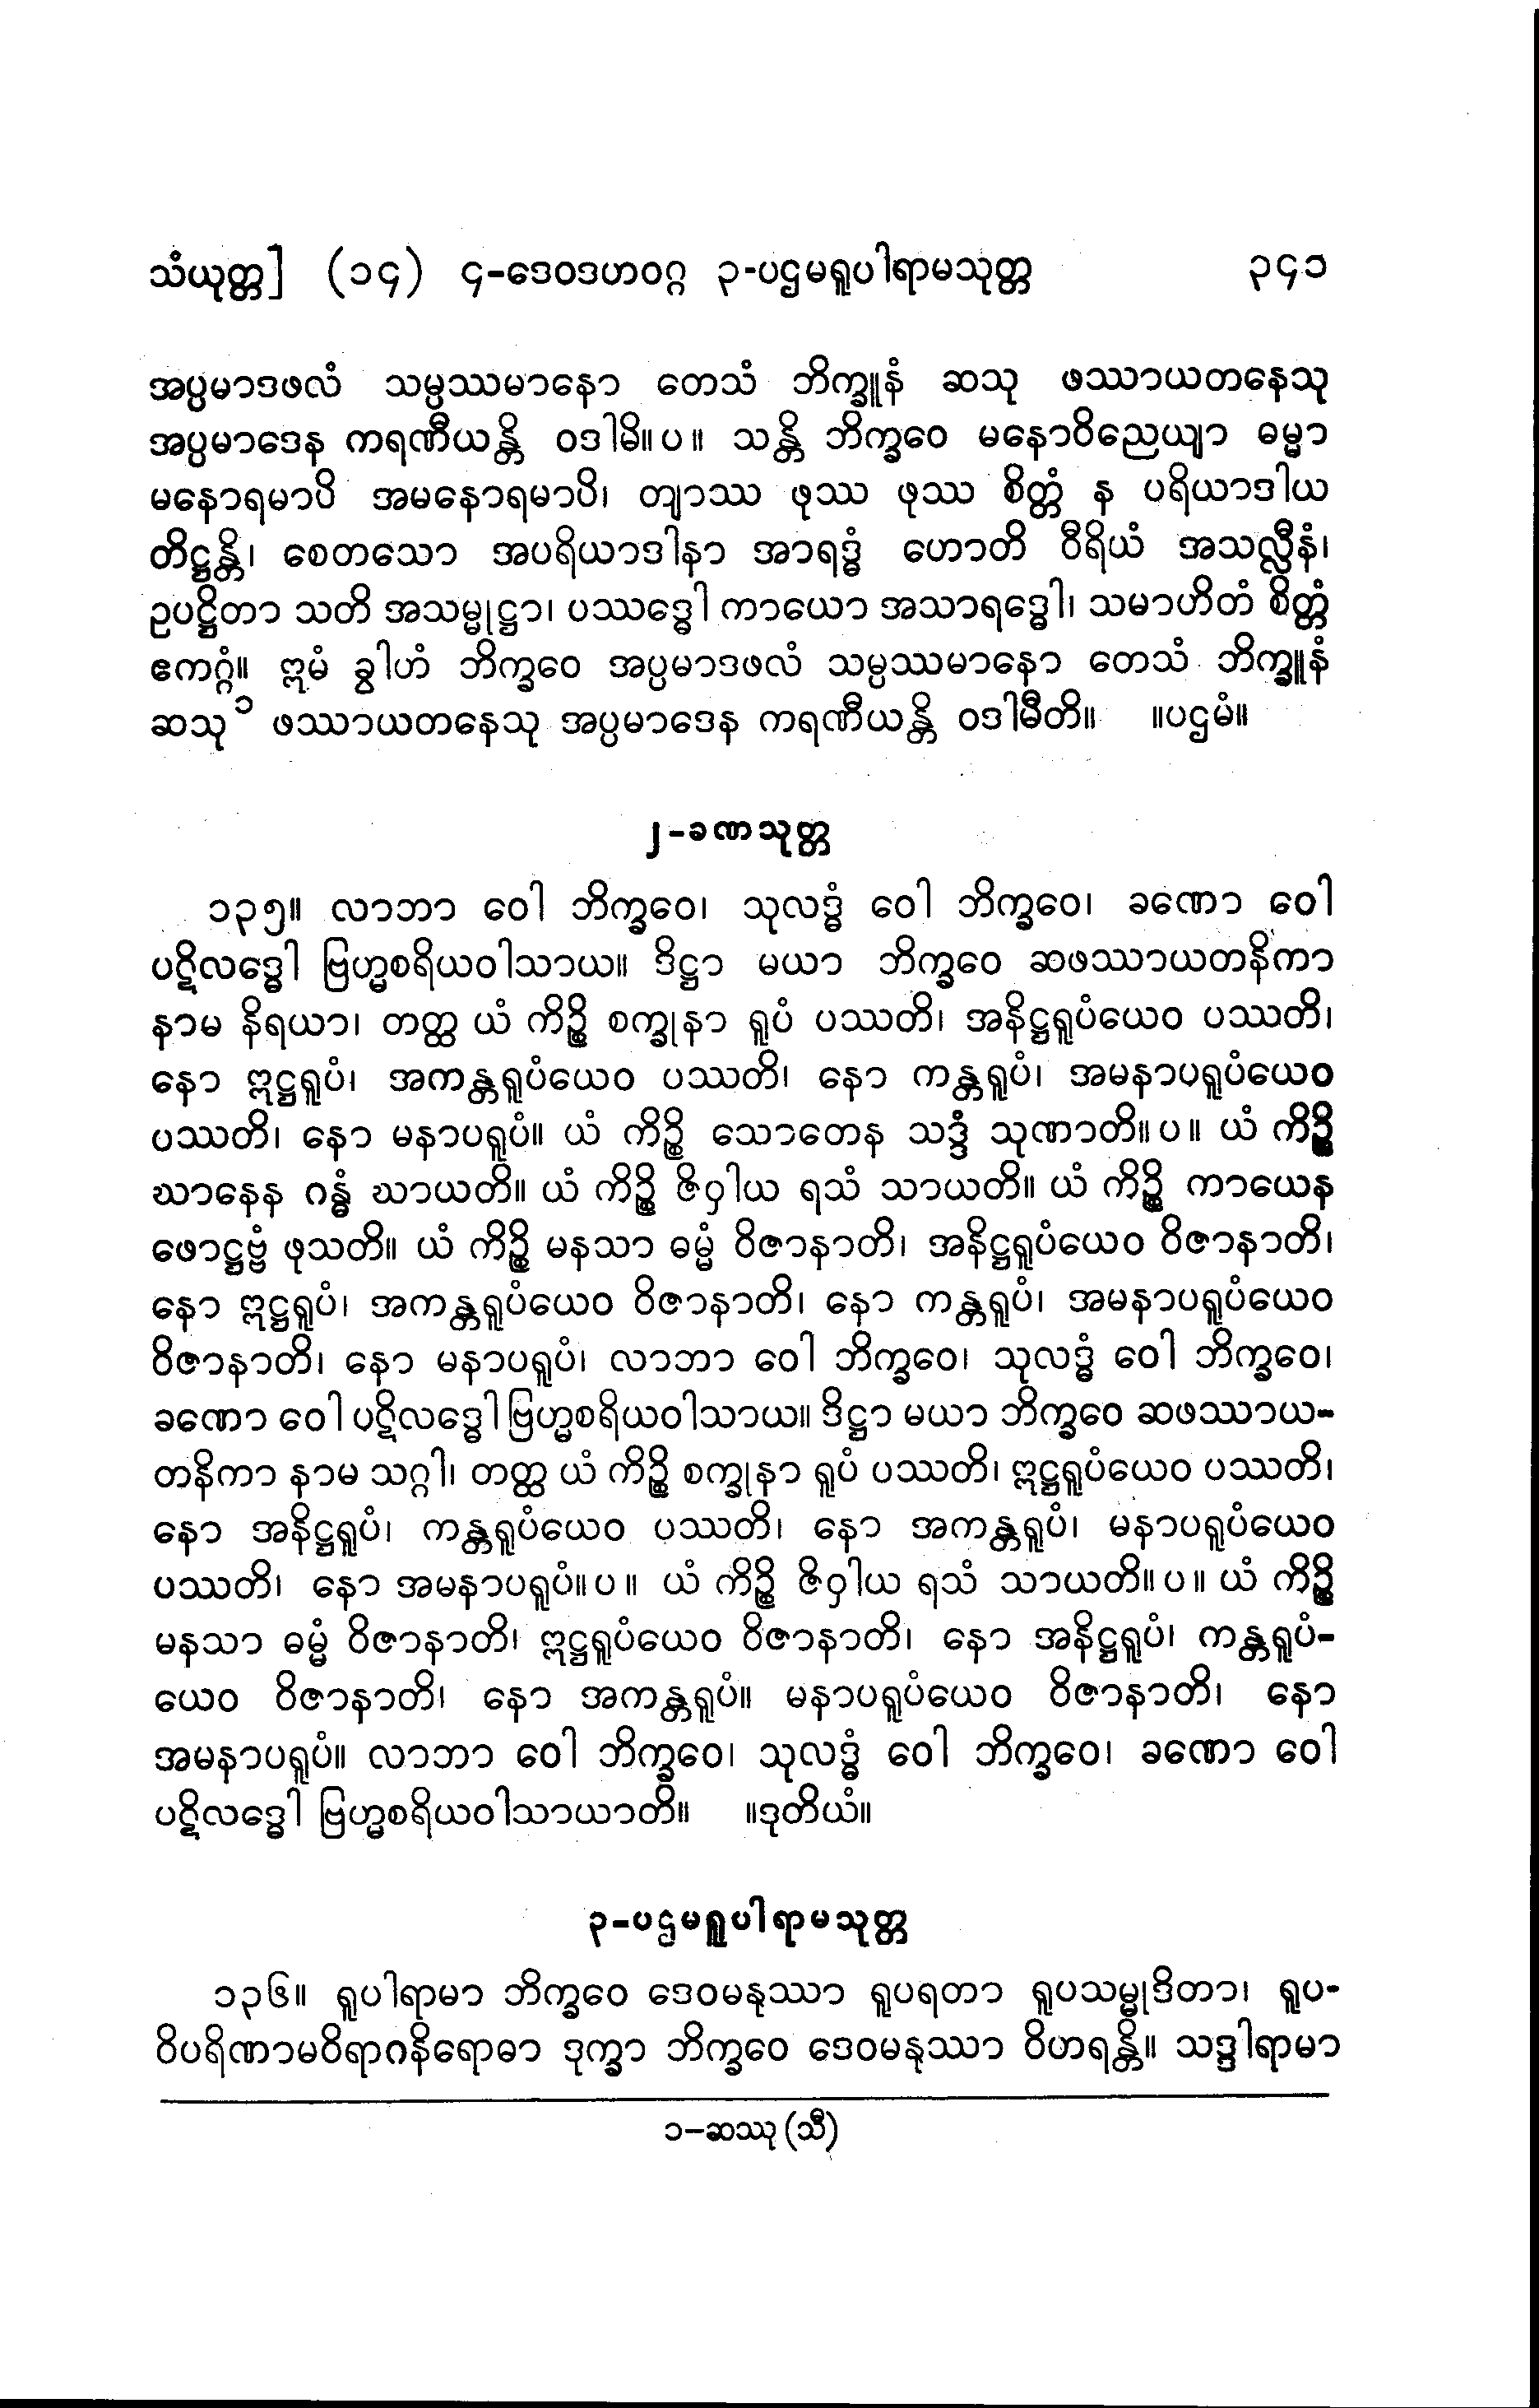 သံယုတ္တ] (၁၄) ၄-ဒေဝဒဟဝဂ္ဂ ၃-ပဌမရူပါရာမသုတ္တ ၃၄၁
အပ္ပမာဒဖလံ သမ္ပဿမာနော တေသံ ဘိက္ခူနံ ဆသု ဖဿာယတနေသု
အပ္ပမာဒေန ကရဏီယန္တိ ဝဒါမိ။ပ။ သန္တိ ဘိက္ခဝေ မနောဝိညေယျာ ဓမ္မာ
မနောရမာပိ အမနောရမာပိ၊ တျာဿ ဖုဿ ဖုဿ စိတ္တံ န ပရိယာဒါယ
တိဋ္ဌန္တိ၊ စေတသော အပရိယာဒါနာ အာရဒ္ဓံ ဟောတိ ဝီရိယံ အသလ္လီနံ၊
ဥပဋ္ဌိတာ သတိ အသမ္မုဋ္ဌာ၊ ပဿဒ္ဓေါ ကာယော အသာရဒ္ဓေါ၊ သမာဟိတံ စိတ္တံ
ဧကဂ္ဂံ။ ဣမံ ခွါဟံ ဘိက္ခဝေ အပ္ပမာဒဖလံ သမ္ပဿမာနော တေသံ ဘိက္ခူနံ
ဆသု၁ ဖဿာယတနေသု အပ္ပမာဒေန ကရဏီယန္တိ ဝဒါမီတိ။ ။ပဌမံ။
၂-ခဏသုတ္တ
၁၃၅။ လာဘာ ဝေါ ဘိက္ခဝေ၊ သုလဒ္ဓံ ဝေါ ဘိက္ခဝေ၊ ခဏော ဝေါ
ပဋိလဒ္ဓေါ ဗြဟ္မစရိယဝါသာယ။ ဒိဋ္ဌာ မယာ ဘိက္ခဝေ ဆဖဿာယတနိကာ
နာမ နိရယာ၊ တတ္ထ ယံ ကိဉ္စိ စက္ခုနာ ရူပံ ပဿတိ၊ အနိဋ္ဌရူပံယေဝ ပဿတိ၊
နော ဣဋ္ဌရူပံ၊ အကန္တရူပံယေဝ ပဿတိ၊ နော ကန္တရူပံ၊ အမနာပရူပံယေဝ
ပဿတိ၊ နော မနာပရူပံ။ ယံ ကိဉ္စိ သောတေန သဒ္ဒံ သုဏာတိ။ပ။ ယံ ကိဉ္စိ
ဃာနေန ဂန္ဓံ ဃာယတိ။ ယံ ကိဉ္စိ ဇိဝှါယ ရသံ သာယတိ။ ယံ ကိဉ္စိ ကာယေန
ဖောဋ္ဌဗ္ဗံ ဖုသတိ။ ယံ ကိဉ္စိ မနသာ ဓမ္မံ ဝိဇာနာတိ၊ အနိဋ္ဌရူပံယေဝ ဝိဇာနာတိ၊
နော ဣဋ္ဌရူပံ၊ အကန္တရူပံယေဝ ဝိဇာနာတိ၊ နော ကန္တရူပံ၊ အမနာပရူပံယေဝ
ဝိဇာနာတိ၊ နော မနာပရူပံ၊ လာဘာ ဝေါ ဘိက္ခဝေ၊ သုလဒ္ဓံ ဝေါ ဘိက္ခဝေ၊
ခဏော ဝေါ ပဋိလဒ္ဓေါ ဗြဟ္မစရိယဝါသာယ။ ဒိဋ္ဌာ မယာ ဘိက္ခဝေ ဆဖဿာယ-
တနိကာ နာမ သဂ္ဂါ၊ တတ္ထ ယံ ကိဉ္စိ စက္ခုနာ ရူပံ ပဿတိ၊ ဣဋ္ဌရူပံယေဝ ပဿတိ၊
နော အနိဋ္ဌရူပံ၊ ကန္တရူပံယေဝ ပဿတိ၊ နော အကန္တရူပံ၊ မနာပရူပံယေဝ
ပဿတိ၊ နော အမနာပရူပံ။ပ။ ယံ ကိဉ္စိ ဇိဝှါယ ရသံ သာယတိ။ပ။ ယံ ကိဉ္စိ
မနသာ ဓမ္မံ ဝိဇာနာတိ၊ ဣဋ္ဌရူပံယေဝ ဝိဇာနာတိ၊ နော အနိဋ္ဌရူပံ၊ ကန္တရူပံ-
ယေဝ ဝိဇာနာတိ၊ နော အကန္တရူပံ။ မနာပရူပံယေဝ ဝိဇာနာတိ၊ နော
အမနာပရူပံ။ လာဘာ ဝေါ ဘိက္ခဝေ၊ သုလဒ္ဓံ ဝေါ ဘိက္ခဝေ၊ ခဏော ဝေါ
ပဋိလဒ္ဓေါ ဗြဟ္မစရိယဝါသာယာတိ။ ။ဒုတိယံ။
၃-ပဌမရူပါရာမသုတ္တ
၁၃၆။ ရူပါရာမာ ဘိက္ခဝေ ဒေဝမနုဿာ ရူပရတာ ရူပသမ္မုဒိတာ၊ ရူပ-
ဝိပရိဏာမဝိရာဂနိရောဓာ ဒုက္ခာ ဘိက္ခဝေ ဒေဝမနုဿာ ဝိဟရန္တိ။ သဒ္ဒါရာမာ
၁-ဆဿု (သီ)